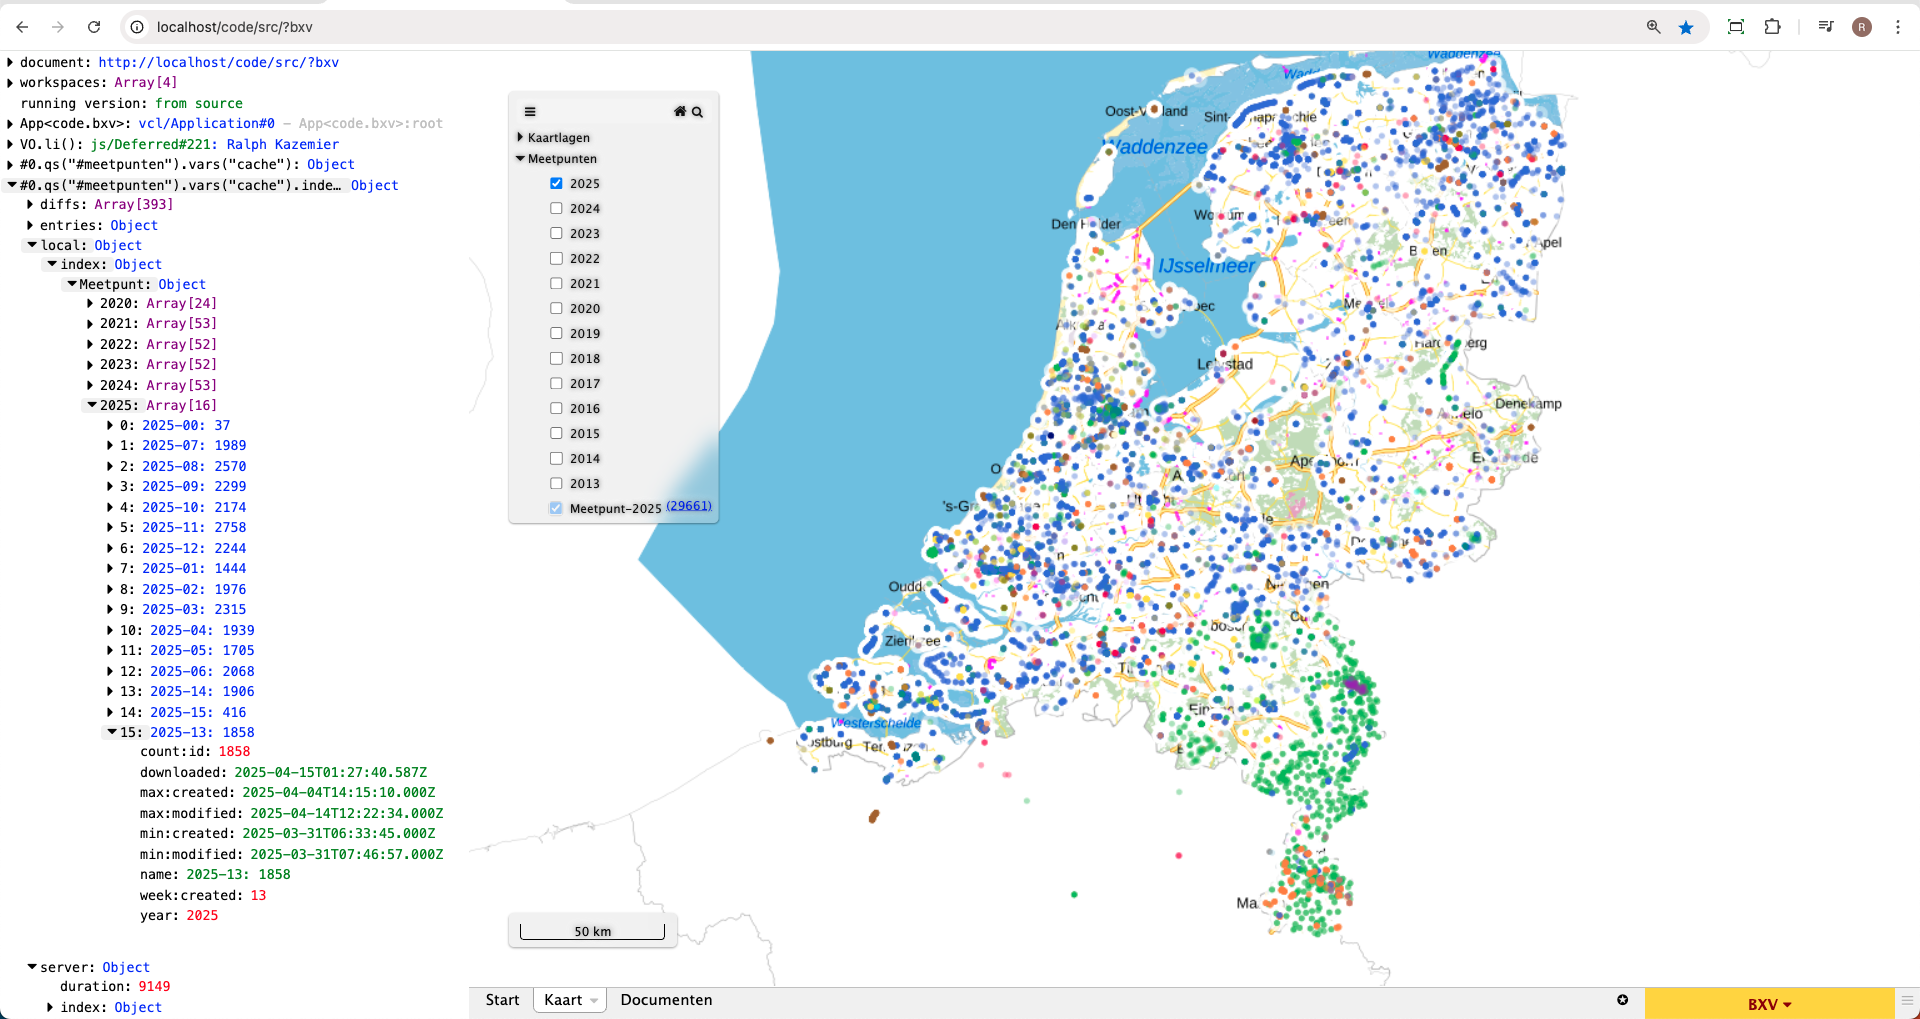 localhost/code/src/?bxv
R
document: http://localhost/code/src/?bxv
workspaces: Array[4]
running version: from source
App<code.bxv>: vcl/Application#0 – App<code.bxv>:root
VO.li(): js/Deferred#221: Ralph Kazemier
#0.qs("#meetpunten").vars("cache"): Object
#0.qs("#meetpunten").vars("cache").inde… Object
diffs: Array[393]
entries: Object
local: Object
index: Object
Meetpunt: Object
2020: Array[24]
2021: Array[53]
2022: Array[52]
2023: Array[52]
2024: Array[53]
2025: Array[16]
0: 2025-00: 37
1: 2025-07: 1989
2: 2025-08: 2570
3: 2025-09: 2299
4: 2025-10: 2174
5: 2025-11: 2758
6: 2025-12: 2244
7: 2025-01: 1444
8: 2025-02: 1976
9: 2025-03: 2315
10: 2025-04: 1939
11: 2025-05: 1705
12: 2025-06: 2068
13: 2025-14: 1906
14: 2025-15: 416
15: 2025-13: 1858
count:id: 1858
downloaded: 2025-04-15T01:27:40.587Z
max:created: 2025-04-04T14:15:10.000Z
max:modified: 2025-04-14T12:22:34.000Z
min:created: 2025-03-31T06:33:45.000Z
min:modified: 2025-03-31T07:46:57.000Z
name: 2025-13: 1858
week:created: 13
year: 2025
server: Object
duration: 9149
index: Object
Kaartlagen
Meetpunten
2025
2024
2023
2022
2021
2020
2019
2018
2017
2016
2015
2014
2013
Meetpunt-2025 (29661)
Waddenzee
Waddenzee
IJsselmeer
Denekamp
Westerschelde
50 km
Start
Kaart
Documenten
BXV